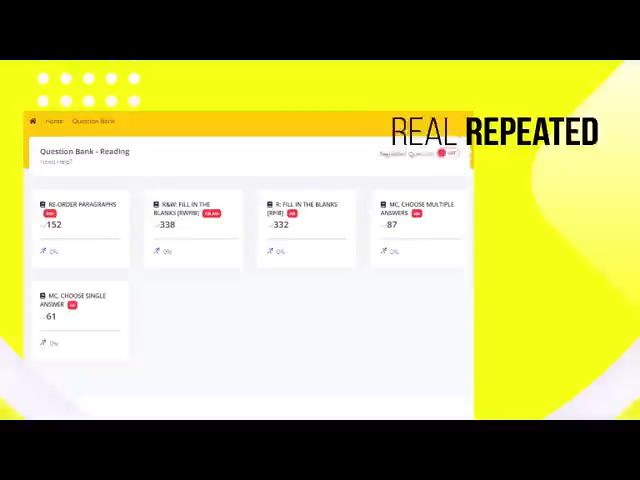 Home Question Bank
REAL REPEATED
Question Bank - Reading
Need Help?
Repeated Questions
RE-ORDER PARAGRAPHS
152
0%
R&W: FILL IN THE
BLANKS [RWFIB]
338
0%
R: FILL IN THE BLANKS
[RFIB]
332
0%
MC, CHOOSE MULTIPLE
ANSWERS
87
0%
MC, CHOOSE SINGLE
ANSWER
61
0%